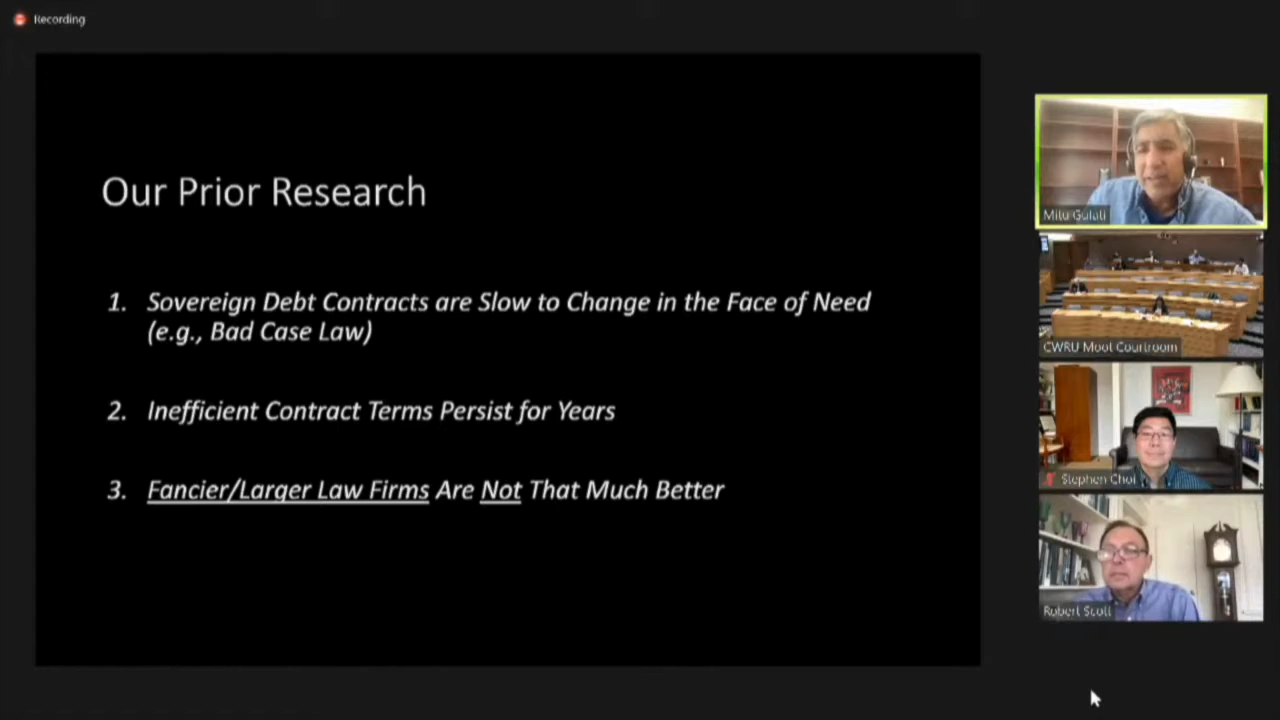 Recording
Our Prior Research
1. Sovereign Debt Contracts are Slow to Change in the Face of Need
(e.g., Bad Case Law)
2. Inefficient Contract Terms Persist for Years
3. Fancier/Larger Law Firms Are Not That Much Better
Mitu Gulati
CWRU Moot Courtroom
Stephen Choi
Robert Scott